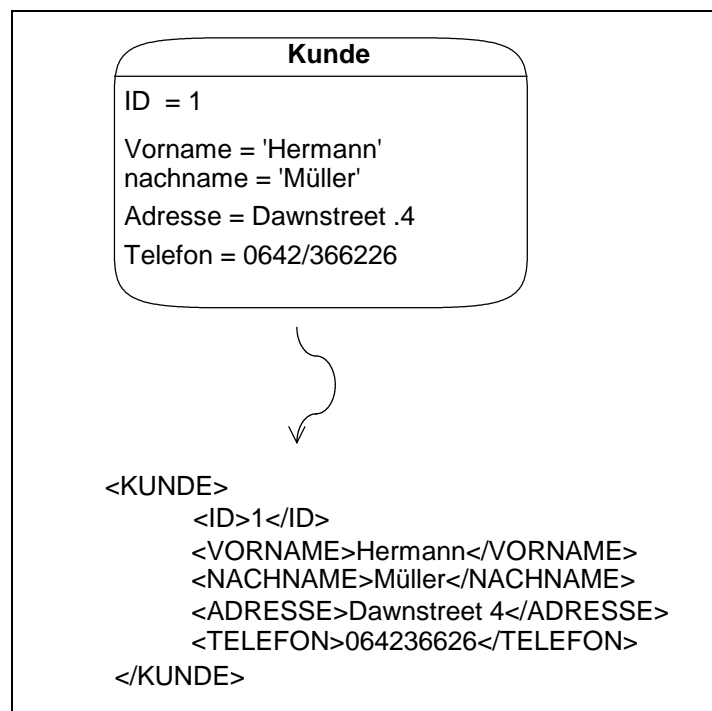 Kunde
ID = 1
Vorname = 'Hermann'
nachname = 'Müller'
Adresse = Dawnstreet .4
Telefon = 0642/366226
<KUNDE>
<ID>1</ID>
<VORNAME>Hermann</VORNAME>
<NACHNAME>Müller</NACHNAME>
<ADRESSE>Dawnstreet 4</ADRESSE>
<TELEFON>064236626</TELEFON>
</KUNDE>